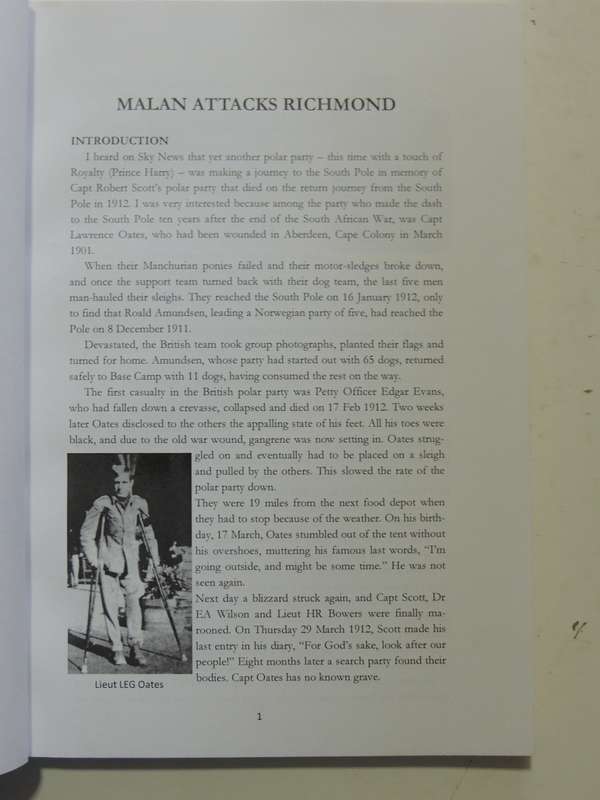 MALAN ATTACKS RICHMOND
INTRODUCTION
I heard on Sky News that yet another polar party – this time with a touch of
Royalty (Prince Harry) – was making a journey to the South Pole in memory of
Capt Robert Scott's polar party that died on the return journey from the South
Pole in 1912. I was very interested because among the party who made the dash
to the South Pole ten years after the end of the South African War, was Capt
Lawrence Oates, who had been wounded in Aberdeen, Cape Colony in March
1901.
When their Manchurian ponies failed and their motor-sledges broke down,
and once the support team turned back with their dog team, the last five men
man-hauled their sleighs. They reached the South Pole on 16 January 1912, only
to find that Roald Amundsen, leading a Norwegian party of five, had reached the
Pole on 8 December 1911.
Devastated, the British team took group photographs, planted their flags and
turned for home. Amundsen, whose party had started out with 65 dogs, returned
safely to Base Camp with 11 dogs, having consumed the rest on the way.
The first casualty in the British polar party was Petty Officer Edgar Evans,
who had fallen down a crevasse, collapsed and died on 17 Feb 1912. Two weeks
later Oates disclosed to the others the appalling state of his feet. All his toes were
black, and due to the old war wound, gangrene was now setting in. Oates strug-
gled on and eventually had to be placed on a sleigh
and pulled by the others. This slowed the rate of the
polar party down.
They were 19 miles from the next food depot when
they had to stop because of the weather. On his birth-
day, 17 March, Oates stumbled out of the tent without
his overshoes, muttering his famous last words, "I'm
going outside, and might be some time." He was not
seen again.
Next day a blizzard struck again, and Capt Scott, Dr
EA Wilson and Lieut HR Bowers were finally ma-
rooned. On Thursday 29 March 1912, Scott made his
last entry in his diary, "For God's sake, look after our
people!" Eight months later a search party found their
bodies. Capt Oates has no known grave.
Lieut LEG Oates
1